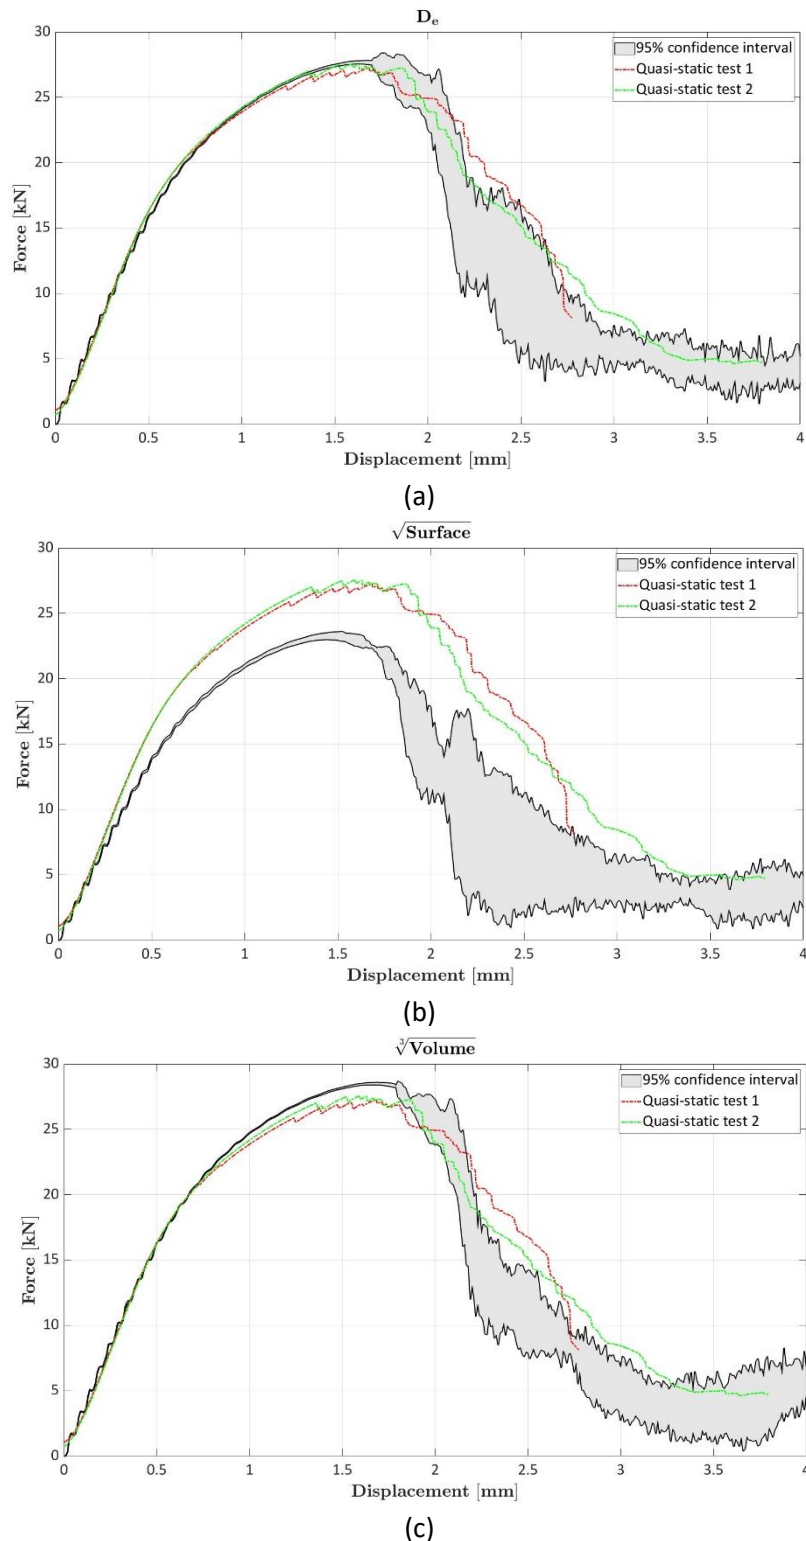 D_e
30
25
20
15
10
5
0
Force [kN]
95% confidence interval
Quasi-static test 1
Quasi-static test 2
0 0.5 1 1.5 2 2.5 3 3.5 4
Displacement [mm]
(a)
√Surface
30
25
20
15
10
5
0
Force [kN]
95% confidence interval
Quasi-static test 1
Quasi-static test 2
0 0.5 1 1.5 2 2.5 3 3.5 4
Displacement [mm]
(b)
∛Volume
30
25
20
15
10
5
0
Force [kN]
95% confidence interval
Quasi-static test 1
Quasi-static test 2
0 0.5 1 1.5 2 2.5 3 3.5 4
Displacement [mm]
(c)